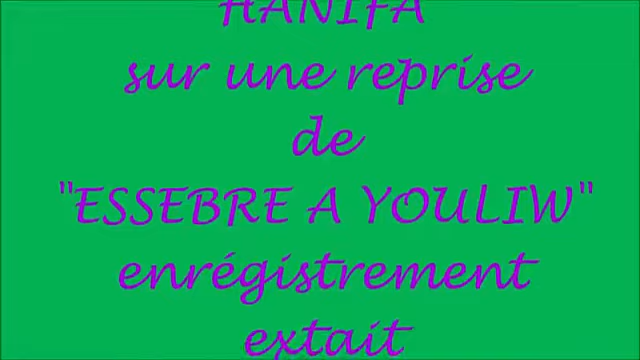 HANIFA
sur une reprise
de
"ESSEBRE A YOULIW"
enrégistrement
extait